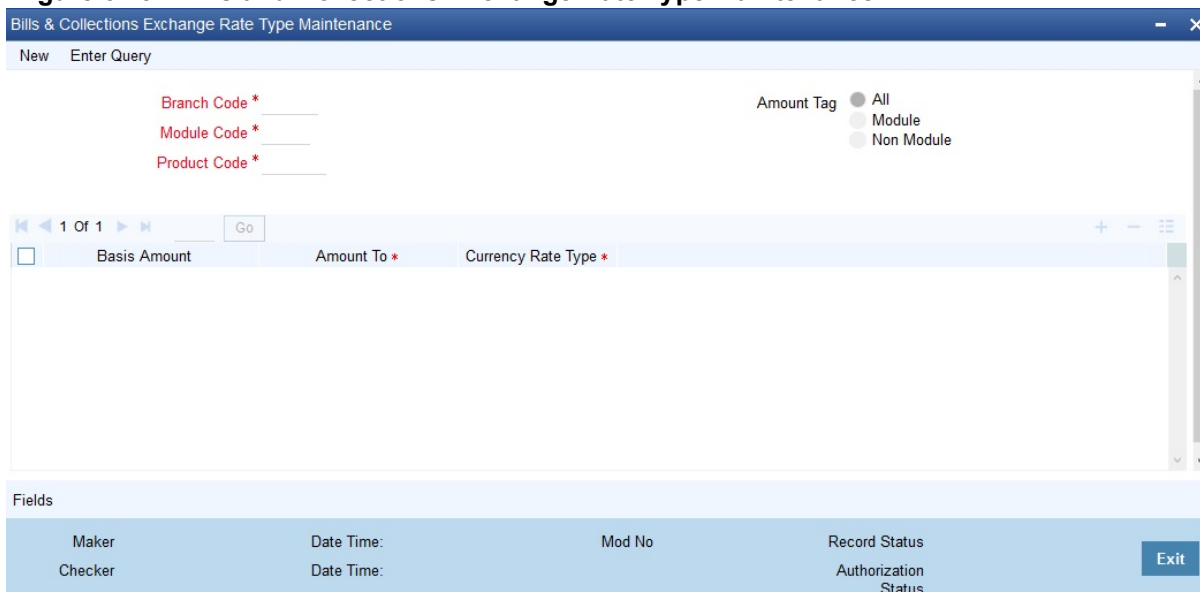 Bills & Collections Exchange Rate Type Maintenance
New Enter Query
Branch Code *
Module Code *
Product Code *
Amount Tag
All
Module
Non Module
1 Of 1
Go
Basis Amount Amount To * Currency Rate Type *
Fields
Maker Date Time: Mod No Record Status
Checker Date Time: Authorization
Status
Exit